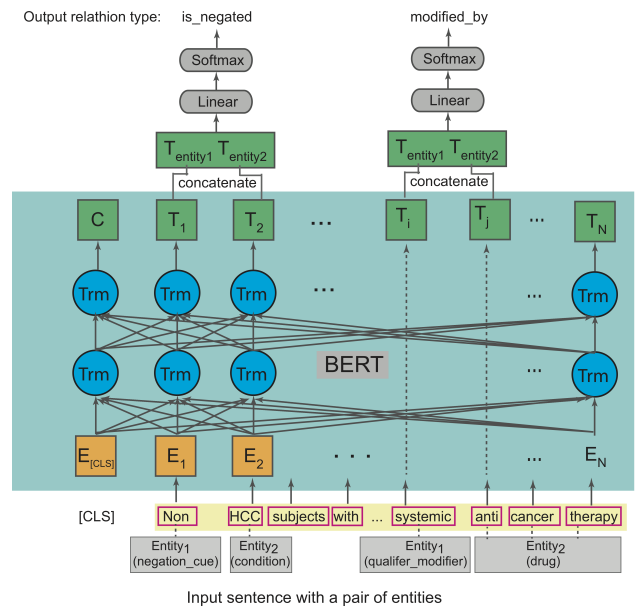 Output relathion type: is_negated modified_by
Softmax Softmax
Linear Linear
Tentity1 Tentity2 Tentity1 Tentity2
concatenate concatenate
C T1 T2 ... Ti Tj ... TN
Trm Trm Trm ... ... Trm
BERT
Trm Trm Trm ... Trm
E[CLS] E1 E2 . . . ... EN
[CLS] Non HCC subjects with ... systemic anti cancer therapy
Entity1 Entity2 Entity1 Entity2
(negation_cue) (condition) (qualifer_modifier) (drug)
Input sentence with a pair of entities